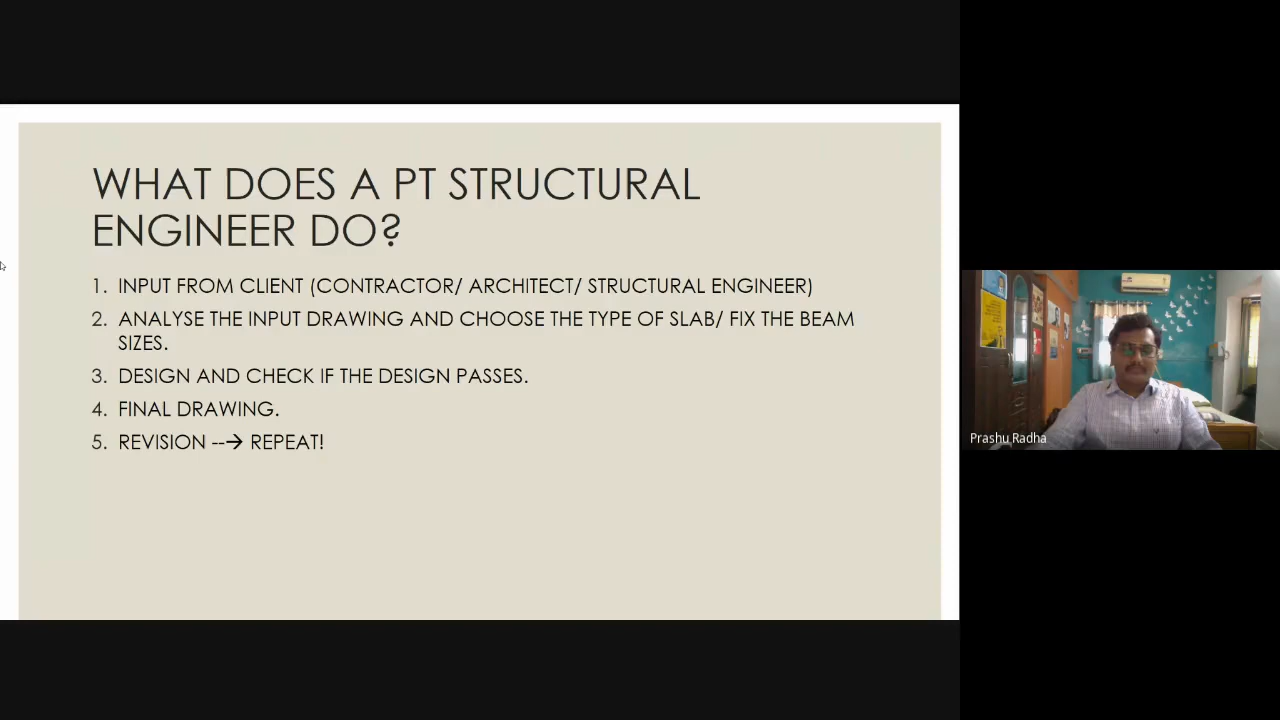 WHAT DOES A PT STRUCTURAL
ENGINEER DO?
1. INPUT FROM CLIENT (CONTRACTOR/ ARCHITECT/ STRUCTURAL ENGINEER)
2. ANALYSE THE INPUT DRAWING AND CHOOSE THE TYPE OF SLAB/ FIX THE BEAM
SIZES.
3. DESIGN AND CHECK IF THE DESIGN PASSES.
4. FINAL DRAWING.
5. REVISION --→ REPEAT!
Prashu Radha